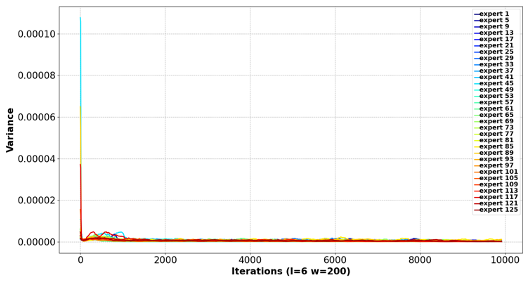 0.00010
0.00008
0.00006
0.00004
0.00002
0.00000
Variance
0 2000 4000 6000 8000 10000
Iterations (l=6 w=200)
expert 1
expert 5
expert 9
expert 13
expert 17
expert 21
expert 25
expert 29
expert 33
expert 37
expert 41
expert 45
expert 49
expert 53
expert 57
expert 61
expert 65
expert 69
expert 73
expert 77
expert 81
expert 85
expert 89
expert 93
expert 97
expert 101
expert 105
expert 109
expert 113
expert 117
expert 121
expert 125